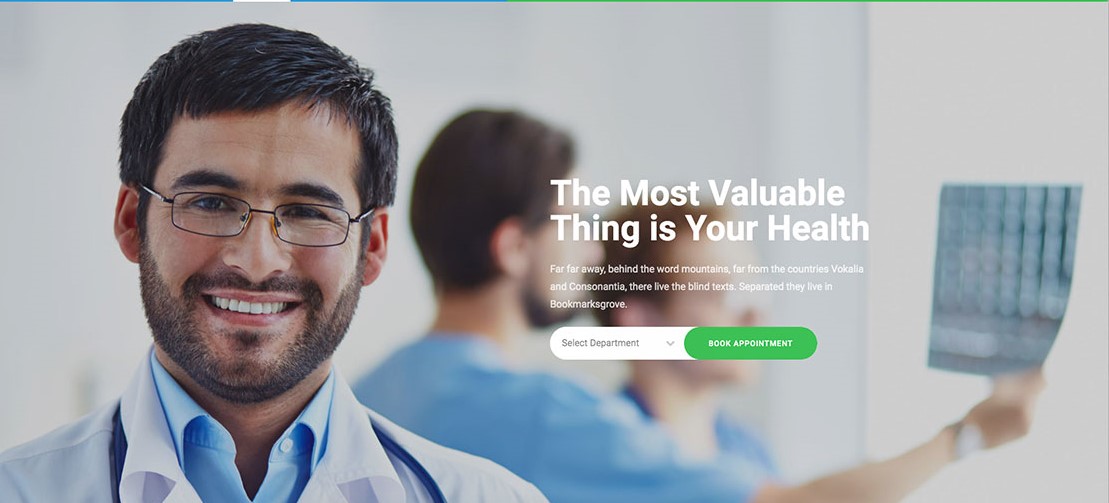 The Most Valuable
Thing is Your Health
Far far away, behind the word mountains, far from the countries Vokalia
and Consonantia, there live the blind texts. Separated they live in
Bookmarksgrove.
Select Department
BOOK APPOINTMENT